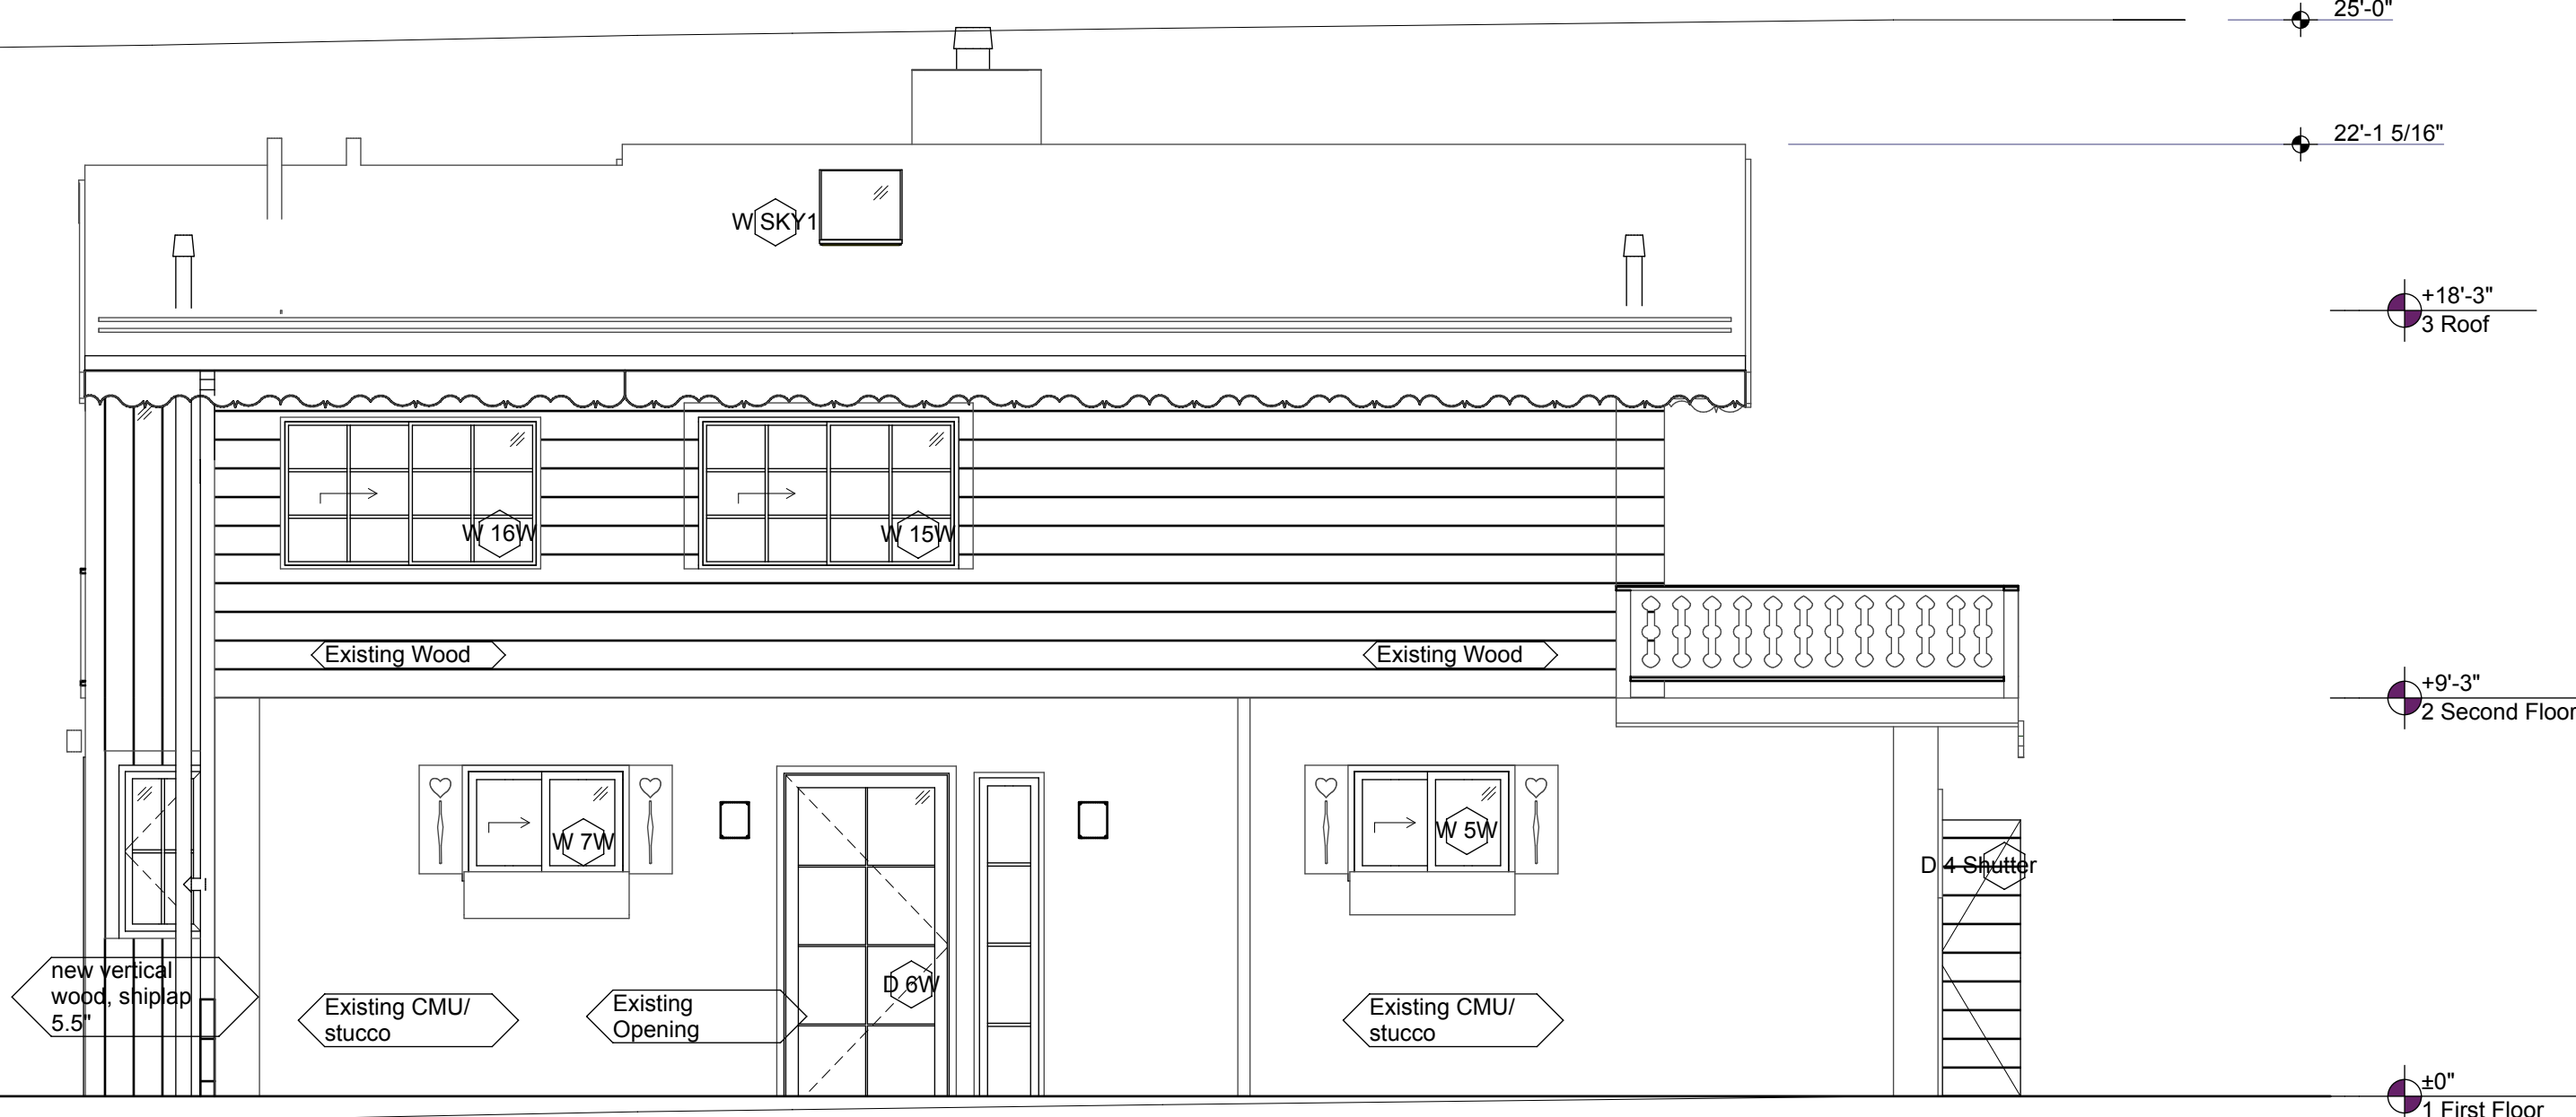 25'-0"
22'-1 5/16"
W SKY1
+18'-3"
3 Roof
W 16W
W 15W
Existing Wood
Existing Wood
+9'-3"
2 Second Floor
W 7W
W 5W
D 4 Shutter
new vertical
wood, shiplap
5.5"
Existing CMU/
stucco
Existing
Opening
D 6W
Existing CMU/
stucco
±0"
1 First Floor